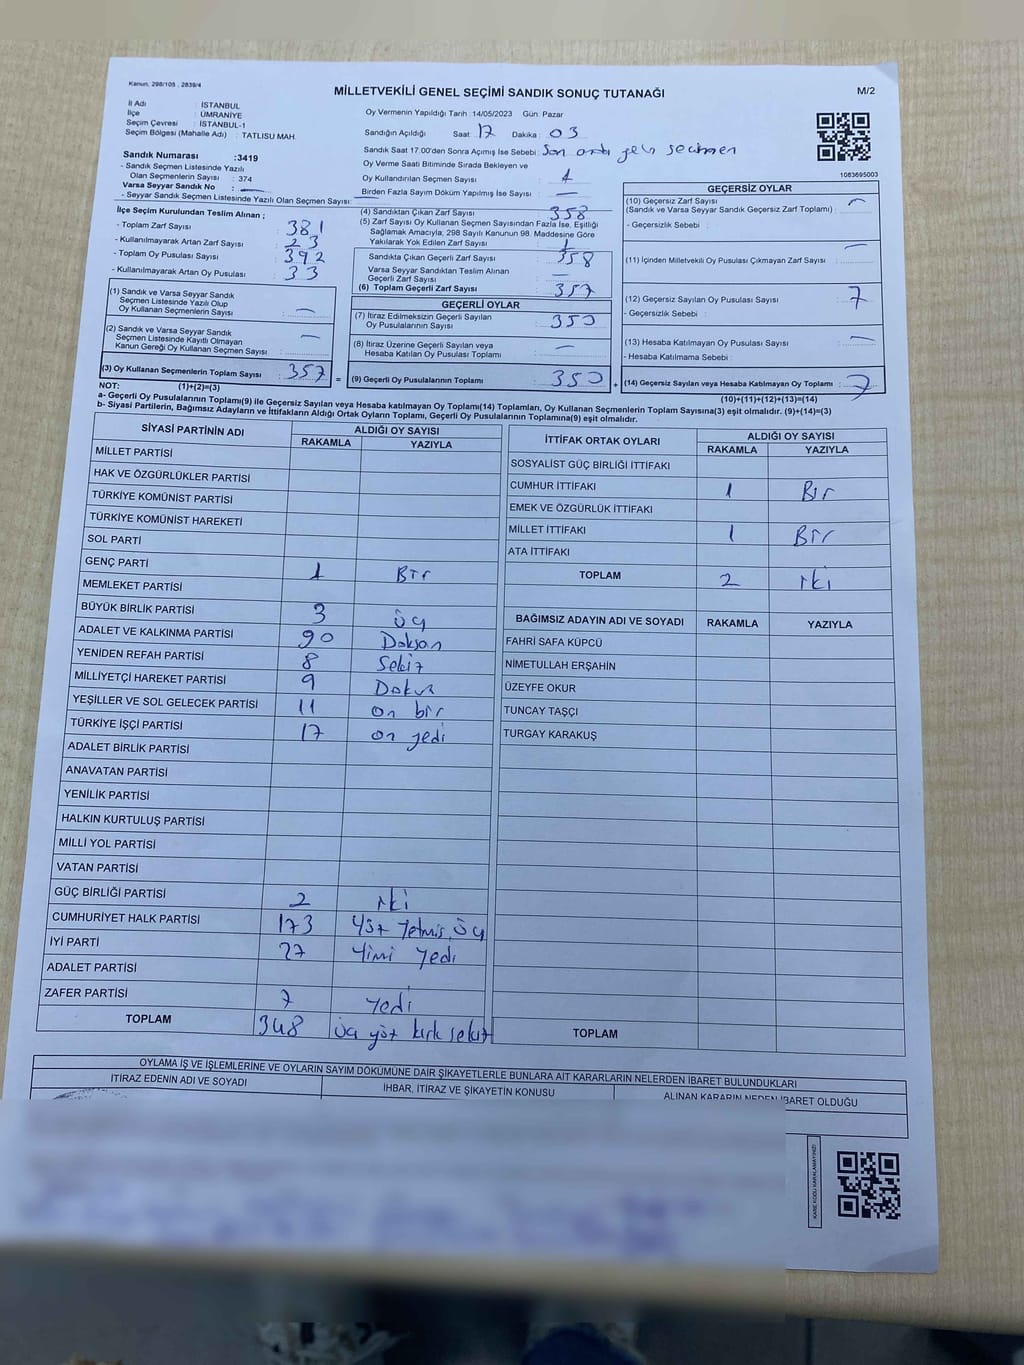 Kanun, 298/105 , 2839/4
MİLLETVEKİLİ GENEL SEÇİMİ SANDIK SONUÇ TUTANAĞI
M/2
İl Adı : İSTANBUL
İlçe : ÜMRANİYE
Seçim Çevresi : İSTANBUL-1
Seçim Bölgesi (Mahalle Adı) : TATLISU MAH.
Sandık Numarası :3419
- Sandık Seçmen Listesinde Yazılı
Olan Seçmen Sayısı : 374
Varsa Seyyar Sandık No : —
- Seyyar Sandık Seçmen Listesinde Yazılı Olan Seçmen Sayısı: —
Oy Vermenin Yapıldığı Tarih :14/05/2023 Gün: Pazar
Sandığın Açıldığı Saat: 17 Dakika : 03
Sandık Saat 17.00'den Sonra Açılmış İse Sebebi: Son anda gelen seçmen
Oy Verme Saati Bitiminde Sırada Bekleyen ve
Oy Kullandırılan Seçmen Sayısı : 1
Birden Fazla Sayım Döküm Yapılmış İse Sayısı : —
1083695003
İlçe Seçim Kurulundan Teslim Alınan ;
- Toplam Zarf Sayısı : 381
- Kullanılmayarak Artan Zarf Sayısı : 23
- Toplam Oy Pusulası Sayısı : 392
- Kullanılmayarak Artan Oy Pusulası : 33
(1) Sandık ve Varsa Seyyar Sandık
Seçmen Listesinde Yazılı Olup
Oy Kullanan Seçmenlerin Sayısı : —
(2) Sandık ve Varsa Seyyar Sandık
Seçmen Listesinde Kayıtlı Olmayan
Kanun Gereği Oy Kullanan Seçmen Sayısı : —
(3) Oy Kullanan Seçmenlerin Toplam Sayısı : 357
(4) Sandıktan Çıkan Zarf Sayısı : 358
(5) Zarf Sayısı Oy Kullanan Seçmen Sayısından Fazla İse, Eşitliği
Sağlamak Amacıyla; 298 Sayılı Kanunun 98. Maddesine Göre
Yakılarak Yok Edilen Zarf Sayısı : 1
Sandıkta Çıkan Geçerli Zarf Sayısı : 358
Varsa Seyyar Sandıktan Teslim Alınan
Geçerli Zarf Sayısı : —
(6) Toplam Geçerli Zarf Sayısı : 357
GEÇERLİ OYLAR
(7) İtiraz Edilmeksizin Geçerli Sayılan
Oy Pusulalarının Sayısı : 350
(8) İtiraz Üzerine Geçerli Sayılan veya
Hesaba Katılan Oy Pusulası Toplamı : —
= (9) Geçerli Oy Pusulalarının Toplamı : 350
GEÇERSİZ OYLAR
(10) Geçersiz Zarf Sayısı
(Sandık ve Varsa Seyyar Sandık Geçersiz Zarf Toplamı) : —
- Geçersizlik Sebebi :
(11) İçinden Milletvekili Oy Pusulası Çıkmayan Zarf Sayısı : —
(12) Geçersiz Sayılan Oy Pusulası Sayısı : 7
- Geçersizlik Sebebi :
(13) Hesaba Katılmayan Oy Pusulası Sayısı : —
- Hesaba Katılmama Sebebi :
+ (14) Geçersiz Sayılan veya Hesaba Katılmayan Oy Toplamı : 7
NOT: (1)+(2)=(3) (10)+(11)+(12)+(13)=(14)
a- Geçerli Oy Pusulalarının Toplamı(9) ile Geçersiz Sayılan veya Hesaba katılmayan Oy Toplamı(14) Toplamları, Oy Kullanan Seçmenlerin Toplam Sayısına(3) eşit olmalıdır. (9)+(14)=(3)
b- Siyasi Partilerin, Bağımsız Adayların ve İttifakların Aldığı Ortak Oyların Toplamı, Geçerli Oy Pusulalarının Toplamına(9) eşit olmalıdır.
SİYASİ PARTİNİN ADI ALDIĞI OY SAYISI
RAKAMLA YAZIYLA
MİLLET PARTİSİ
HAK VE ÖZGÜRLÜKLER PARTİSİ
TÜRKİYE KOMÜNİST PARTİSİ
TÜRKİYE KOMÜNİST HAREKETİ
SOL PARTİ
GENÇ PARTİ
MEMLEKET PARTİSİ 1 Bir
BÜYÜK BİRLİK PARTİSİ 3 üç
ADALET VE KALKINMA PARTİSİ 90 Doksan
YENİDEN REFAH PARTİSİ 8 Sekiz
MİLLİYETÇİ HAREKET PARTİSİ 9 Dokuz
YEŞİLLER VE SOL GELECEK PARTİSİ 11 on bir
TÜRKİYE İŞÇİ PARTİSİ 17 on yedi
ADALET BİRLİK PARTİSİ
ANAVATAN PARTİSİ
YENİLİK PARTİSİ
HALKIN KURTULUŞ PARTİSİ
MİLLİ YOL PARTİSİ
VATAN PARTİSİ
GÜÇ BİRLİĞİ PARTİSİ 2 iki
CUMHURİYET HALK PARTİSİ 173 Yüz Yetmiş üç
İYİ PARTİ 27 Yimi Yedi
ADALET PARTİSİ
ZAFER PARTİSİ 7 Yedi
TOPLAM 348 üç yüz kırk sekiz
İTTİFAK ORTAK OYLARI ALDIĞI OY SAYISI
RAKAMLA YAZIYLA
SOSYALİST GÜÇ BİRLİĞİ İTTİFAKI
CUMHUR İTTİFAKI 1 Bir
EMEK VE ÖZGÜRLÜK İTTİFAKI
MİLLET İTTİFAKI 1 Bir
ATA İTTİFAKI
TOPLAM 2 iki
BAĞIMSIZ ADAYIN ADI VE SOYADI RAKAMLA YAZIYLA
FAHRİ SAFA KÜPCÜ
NİMETULLAH ERŞAHİN
ÜZEYFE OKUR
TUNCAY TAŞÇI
TURGAY KARAKUŞ
TOPLAM
OYLAMA İŞ VE İŞLEMLERİNE VE OYLARIN SAYIM DÖKÜMÜNE DAİR ŞİKAYETLERLE BUNLARA AİT KARARLARIN NELERDEN İBARET BULUNDUKLARI
İTİRAZ EDENİN ADI VE SOYADI İHBAR, İTİRAZ VE ŞİKAYETİN KONUSU ALINAN KARARIN NEDEN İBARET OLDUĞU
KARE KODU KARALAMAYINIZ!